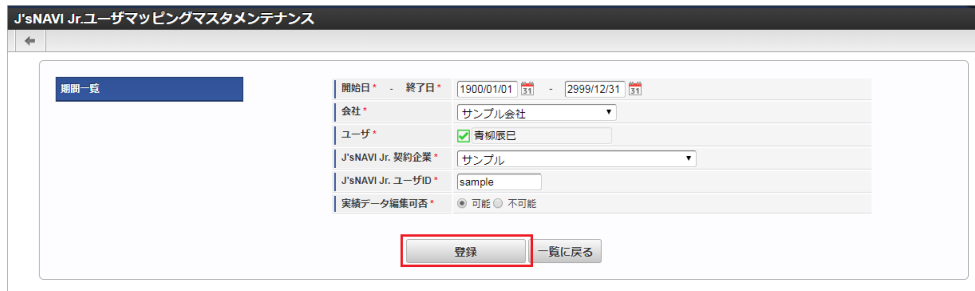 J'sNAVI Jr.ユーザマッピングマスタメンテナンス
期間一覧
開始日* - 終了日* 1900/01/01 31 - 2999/12/31 31
会社* サンプル会社
ユーザ* 青柳辰巳
J'sNAVI Jr. 契約企業* サンプル
J'sNAVI Jr. ユーザID* sample
実績データ編集可否* 可能 不可能
登録 一覧に戻る